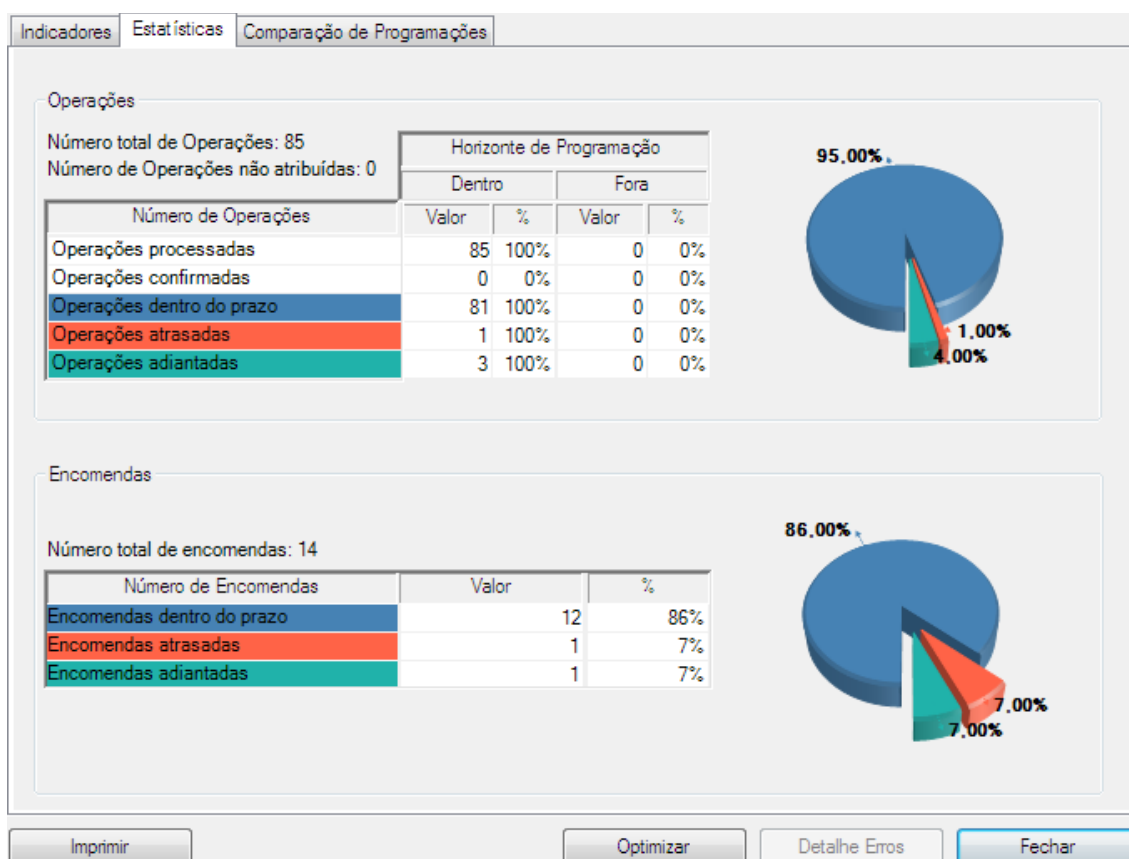 Indicadores Estatísticas Comparação de Programações
Operações
Número total de Operações: 85
Número de Operações não atribuídas: 0
Horizonte de Programação
Dentro Fora
Número de Operações Valor % Valor %
Operações processadas 85 100% 0 0%
Operações confirmadas 0 0% 0 0%
Operações dentro do prazo 81 100% 0 0%
Operações atrasadas 1 100% 0 0%
Operações adiantadas 3 100% 0 0%
95.00%
1.00%
4.00%
Encomendas
Número total de encomendas: 14
Número de Encomendas Valor %
Encomendas dentro do prazo 12 86%
Encomendas atrasadas 1 7%
Encomendas adiantadas 1 7%
86.00%
7.00%
7.00%
Imprimir Optimizar Detalhe Erros Fechar